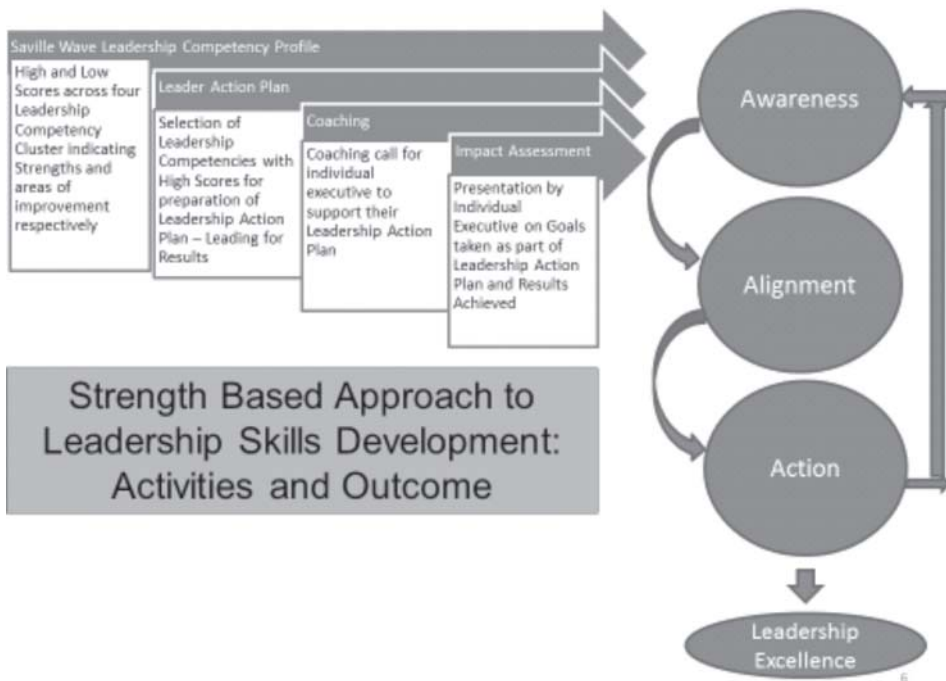 Saville Wave Leadership Competency Profile
High and Low
Scores across four
Leadership
Competency
Cluster indicating
Strengths and
areas of
improvement
respectively
Leader Action Plan
Selection of
Leadership
Competencies with
High Scores for
preparation of
Leadership Action
Plan – Leading for
Results
Coaching
Coaching call for
individual
executive to
support their
Leadership Action
Plan
Impact Assessment
Presentation by
Individual
Executive on Goals
taken as part of
Leadership Action
Plan and Results
Achieved
Strength Based Approach to
Leadership Skills Development:
Activities and Outcome
Awareness
Alignment
Action
Leadership
Excellence
6